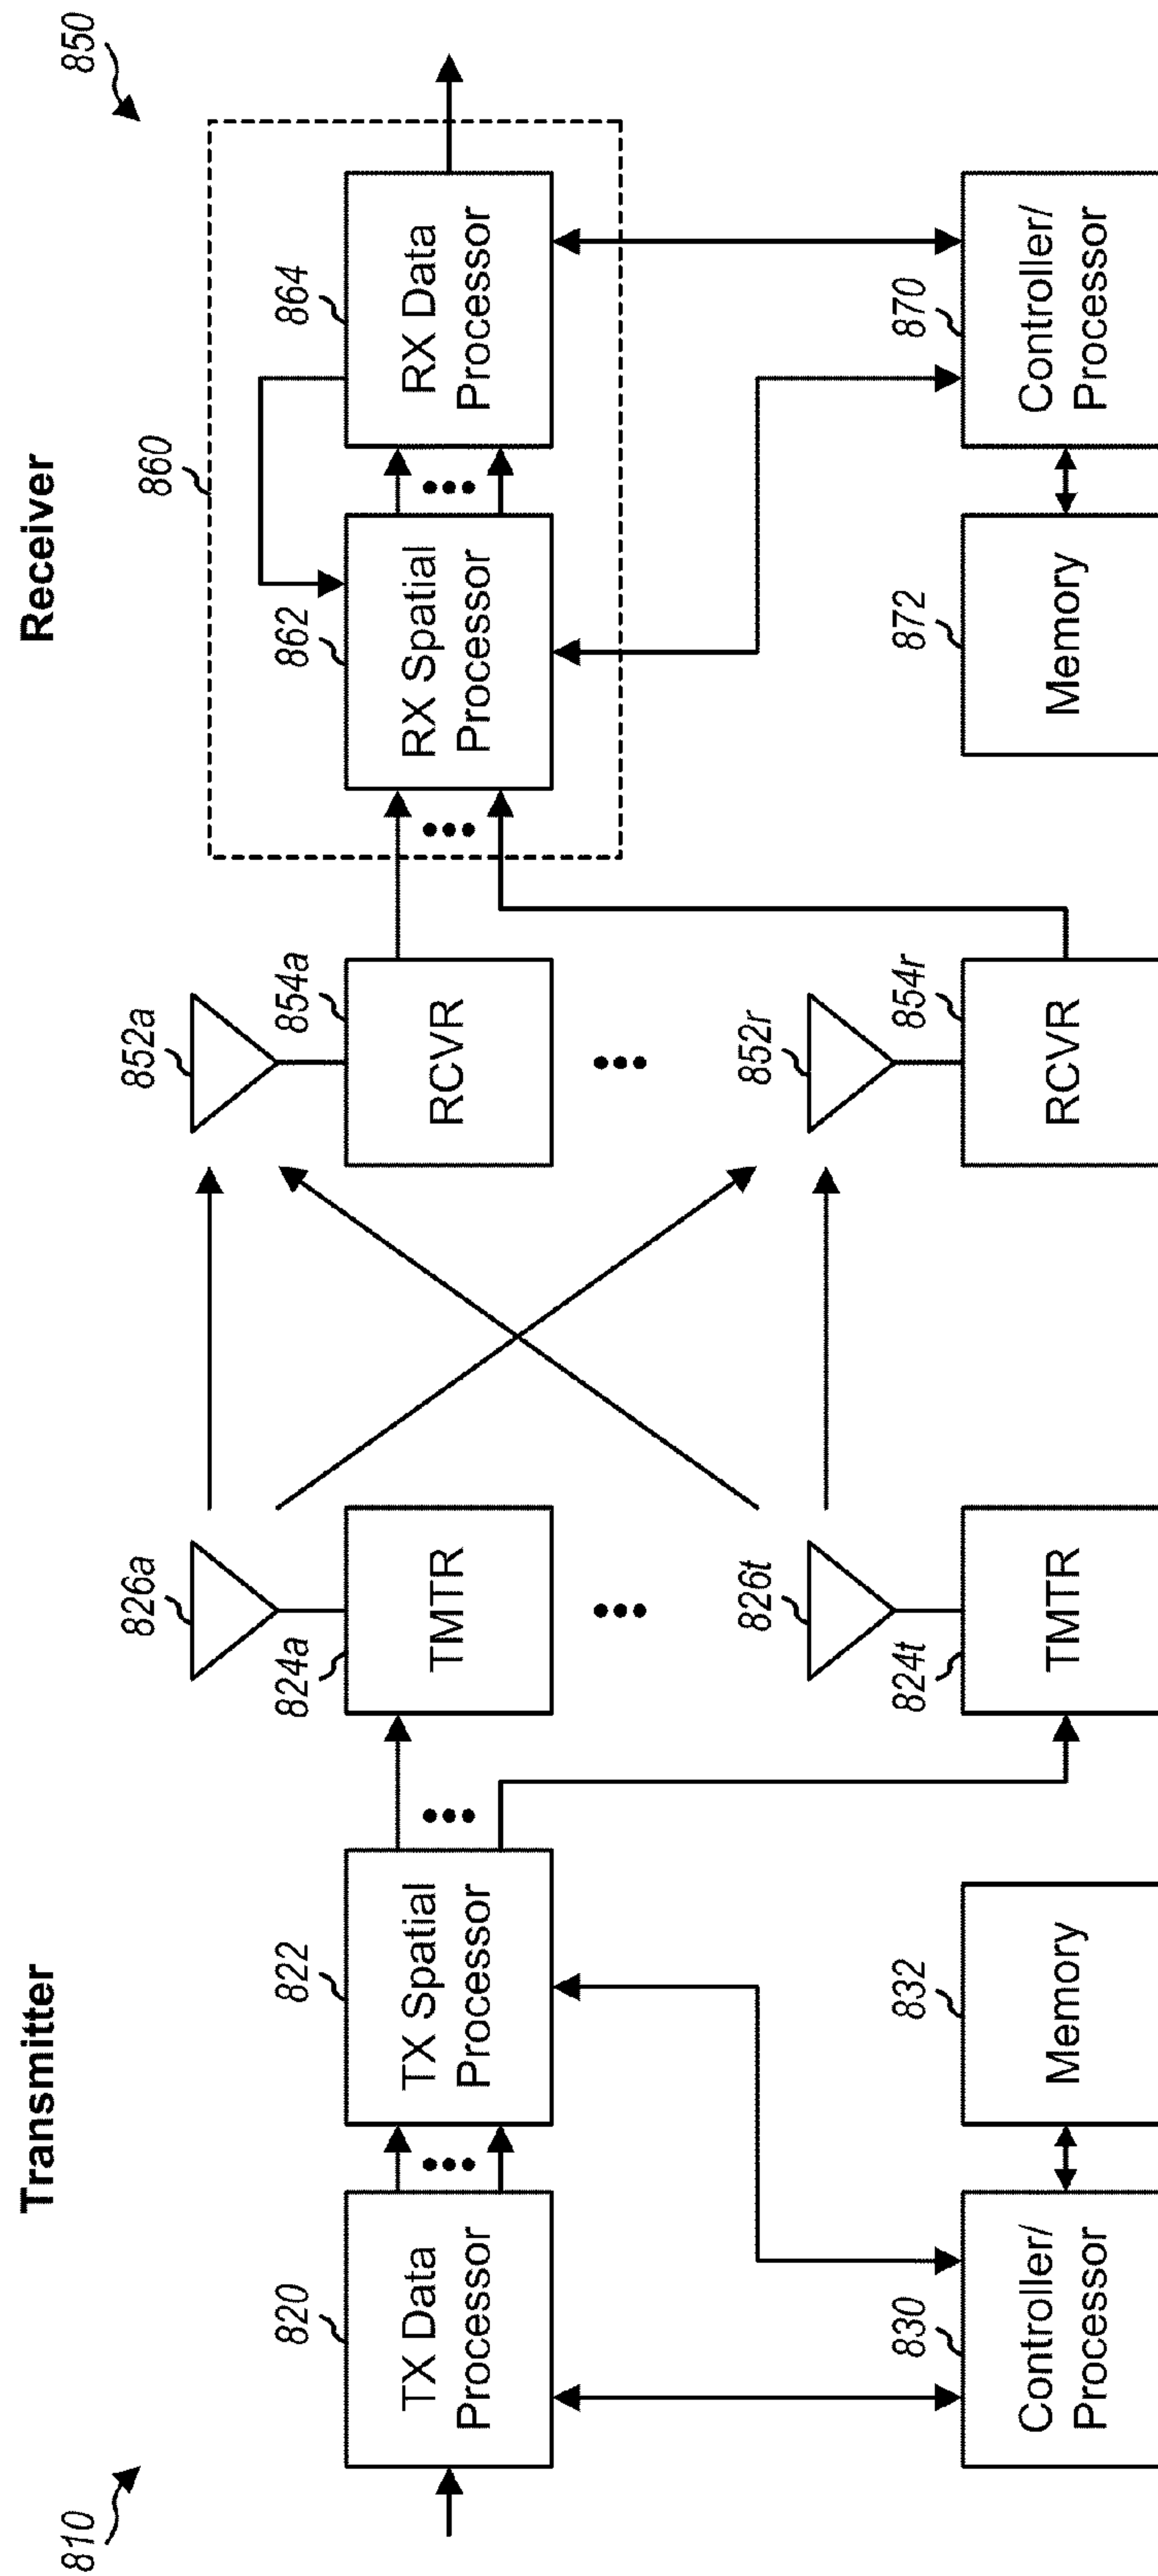 Transmitter
Receiver
810
850
820
TX Data
Processor
822
TX Spatial
Processor
824a
TMTR
826a
824t
TMTR
826t
830
Controller/
Processor
832
Memory
852a
854a
RCVR
852r
854r
RCVR
860
862
RX Spatial
Processor
864
RX Data
Processor
870
Controller/
Processor
872
Memory